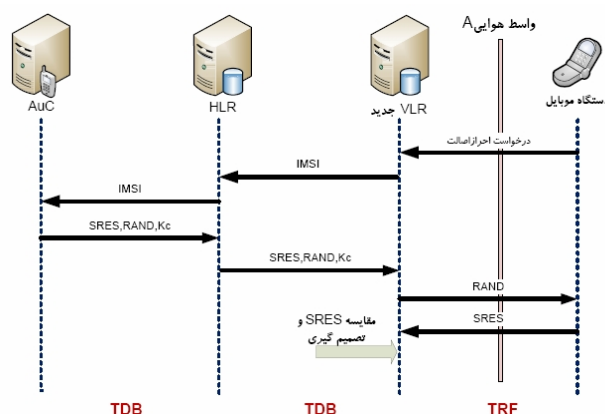 واسط هوایی A
AuC
HLR
VLR جدید
دستگاه موبایل
درخواست احرازاصالت
IMSI
IMSI
SRES,RAND,Kc
SRES,RAND,Kc
RAND
SRES
مقایسه SRES و
تصمیم گیری
TDB
TDB
TRF